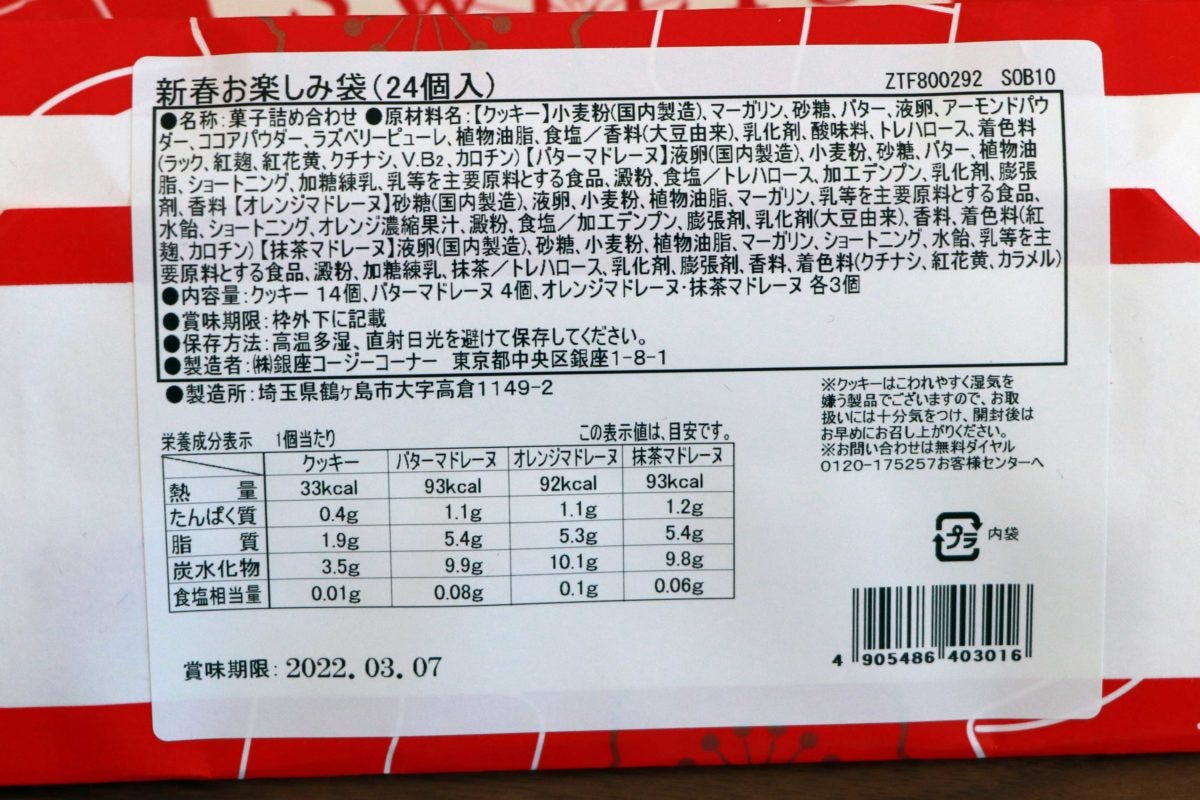 新春お楽しみ袋(24個入)
ZTF800292 SOB10
●名称:菓子詰め合わせ ●原材料名:【クッキー】小麦粉(国内製造)、マーガリン、砂糖、バター、液卵、アーモンドパウ
ダー、ココアパウダー、ラズベリーピューレ、植物油脂、食塩/香料(大豆由来)、乳化剤、酸味料、トレハロース、着色料
(ラック、紅麹、紅花黄、クチナシ、V.B2、カロチン)【バターマドレーヌ】液卵(国内製造)、小麦粉、砂糖、バター、植物油
脂、ショートニング、加糖練乳、乳等を主要原料とする食品、澱粉、食塩/トレハロース、加工デンプン、乳化剤、膨張
剤、香料【オレンジマドレーヌ】砂糖(国内製造)、液卵、小麦粉、植物油脂、マーガリン、乳等を主要原料とする食品、
水飴、ショートニング、オレンジ濃縮果汁、澱粉、食塩/加工デンプン、膨張剤、乳化剤(大豆由来)、香料、着色料(紅
麹、カロチン)【抹茶マドレーヌ】液卵(国内製造)、砂糖、小麦粉、植物油脂、マーガリン、ショートニング、水飴、乳等を主
要原料とする食品、澱粉、加糖練乳、抹茶/トレハロース、乳化剤、膨張剤、香料、着色料(クチナシ、紅花黄、カラメル)
●内容量:クッキー 14個、バターマドレーヌ 4個、オレンジマドレーヌ・抹茶マドレーヌ 各3個
●賞味期限:枠外下に記載
●保存方法:高温多湿、直射日光を避けて保存してください。
●製造者:㈱銀座コージーコーナー 東京都中央区銀座1-8-1
●製造所:埼玉県鶴ヶ島市大字高倉1149-2
※クッキーはこわれやすく湿気を
嫌う製品でございますので、お取
扱いには十分気をつけ、開封後は
お早めにお召し上がりください。
※お問い合わせは無料ダイヤル
0120-175257お客様センターへ
栄養成分表示 1個当たり この表示値は、目安です。
クッキー バターマドレーヌ オレンジマドレーヌ 抹茶マドレーヌ
熱量 33kcal 93kcal 92kcal 93kcal
たんぱく質 0.4g 1.1g 1.1g 1.2g
脂質 1.9g 5.4g 5.3g 5.4g
炭水化物 3.5g 9.9g 10.1g 9.8g
食塩相当量 0.01g 0.08g 0.1g 0.06g
プラ 内袋
賞味期限: 2022.03.07
4 905486 403016